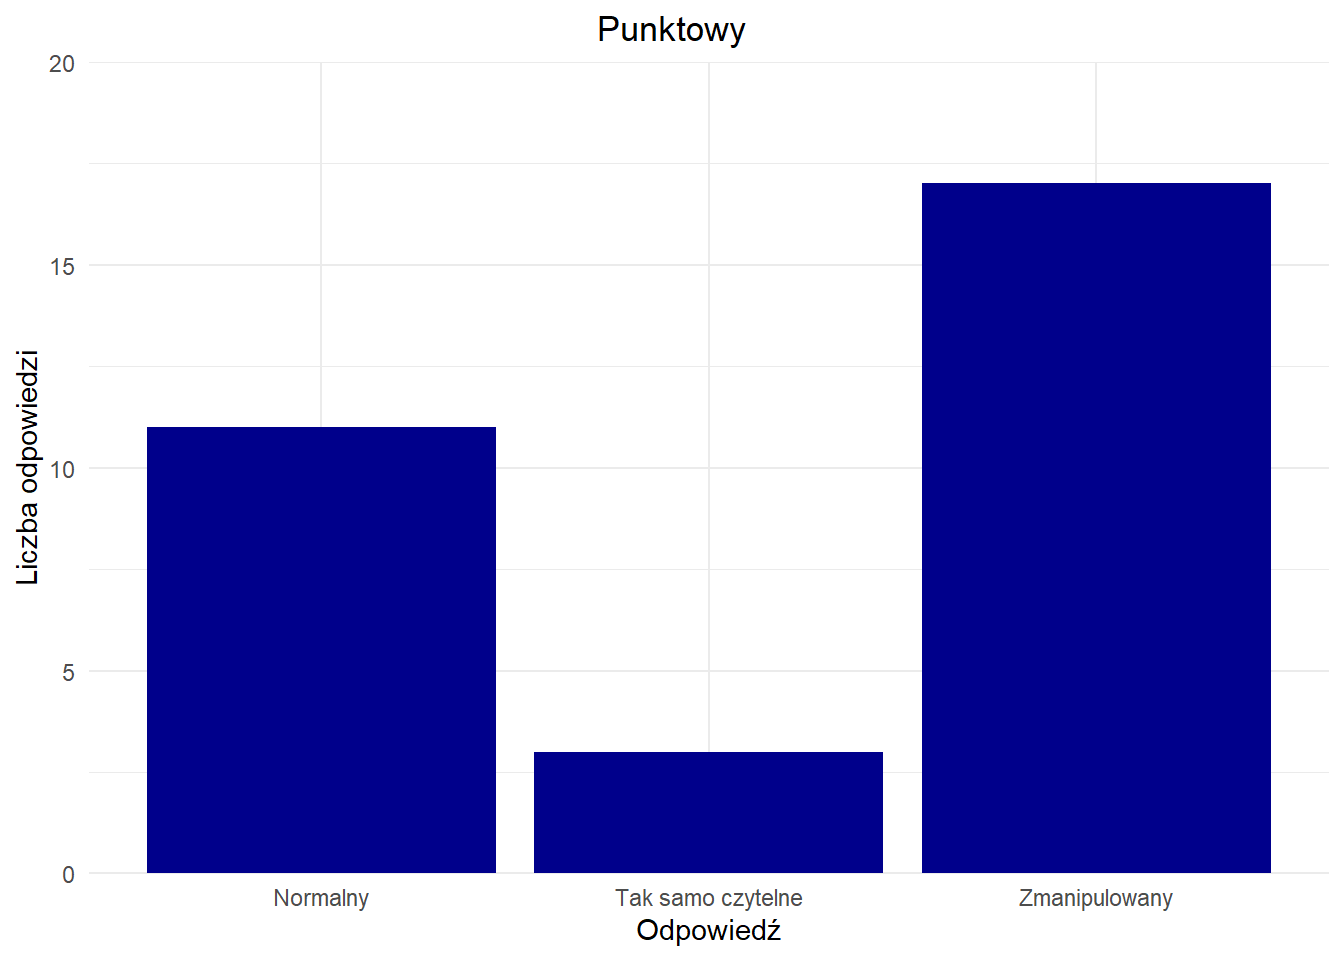 Punktowy
Liczba odpowiedzi
20
15
10
5
0
Normalny
Tak samo czytelne
Zmanipulowany
Odpowiedź